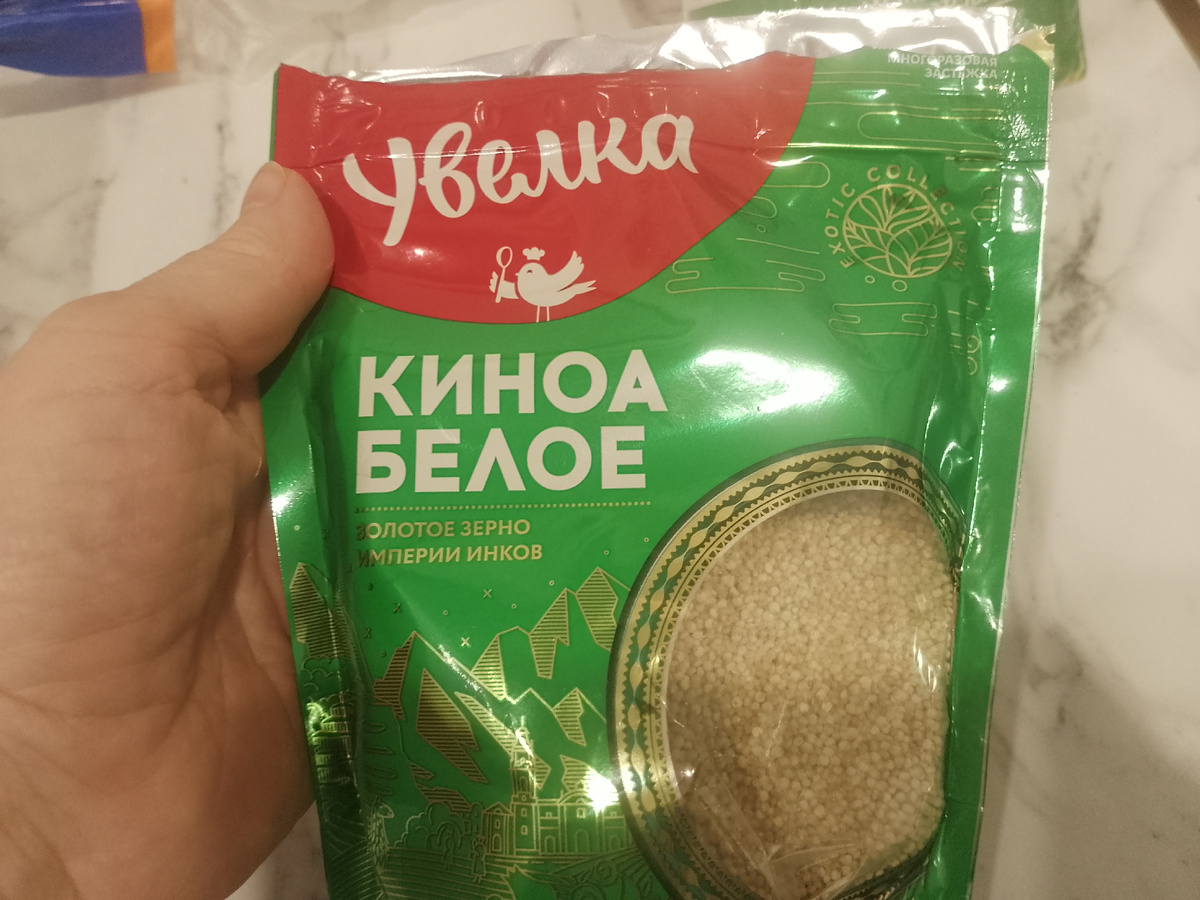 МНОГОРАЗОВАЯ
ЗАСТЕЖКА
Увелка
EXOTIC COLLECTION
КИНОА
БЕЛОЕ
ЗОЛОТОЕ ЗЕРНО
ИМПЕРИИ ИНКОВ